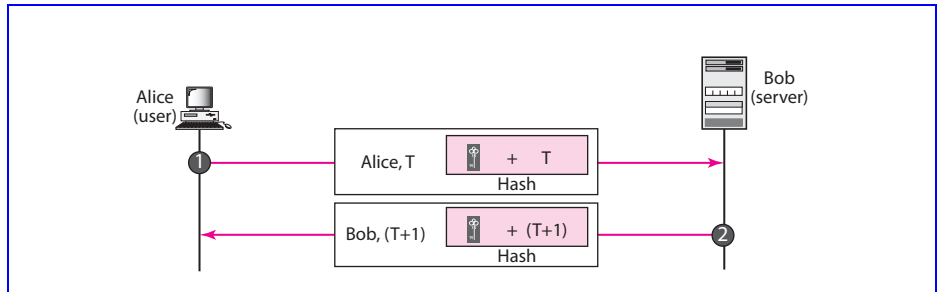 Alice
(user)
Bob
(server)
1
Alice, T
+ T
Hash
Bob, (T+1)
+ (T+1)
Hash
2